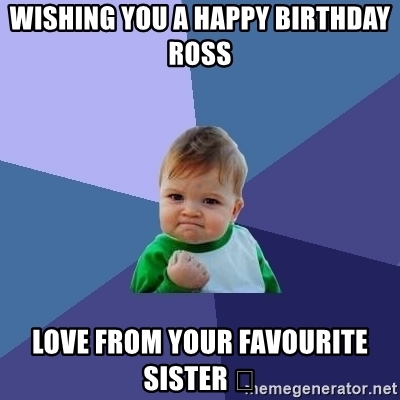 WISHING YOU A HAPPY BIRTHDAY
ROSS
LOVE FROM YOUR FAVOURITE
SISTER
memegenerator.net